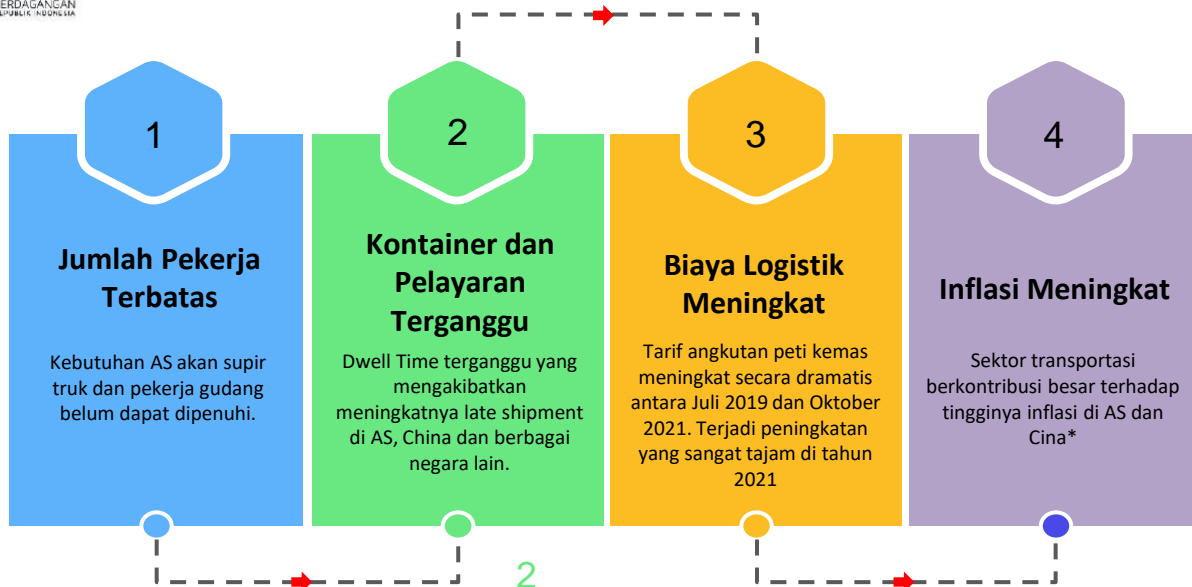 ERDAGANGAN
EPUBLIK INDONESIA
1
Jumlah Pekerja
Terbatas
Kebutuhan AS akan supir
truk dan pekerja gudang
belum dapat dipenuhi.
2
Kontainer dan
Pelayaran
Terganggu
Dwell Time terganggu yang
mengakibatkan
meningkatnya late shipment
di AS, China dan berbagai
negara lain.
3
Biaya Logistik
Meningkat
Tarif angkutan peti kemas
meningkat secara dramatis
antara Juli 2019 dan Oktober
2021. Terjadi peningkatan
yang sangat tajam di tahun
2021
4
Inflasi Meningkat
Sektor transportasi
berkontribusi besar terhadap
tingginya inflasi di AS dan
Cina*
2